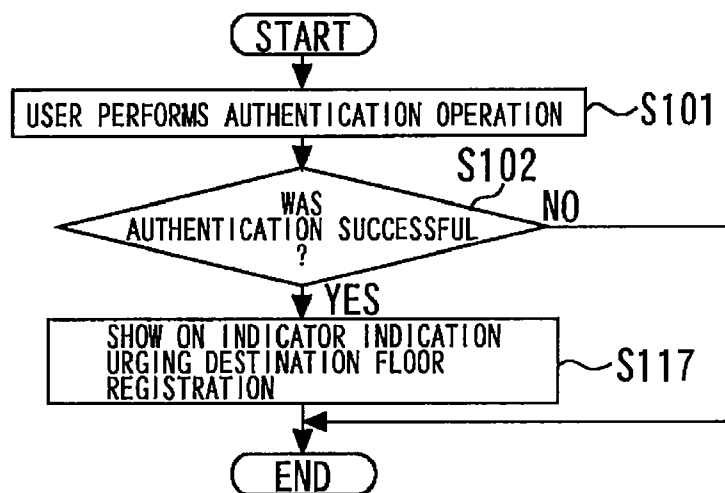 START
USER PERFORMS AUTHENTICATION OPERATION
S101
S102
WAS
AUTHENTICATION SUCCESSFUL
?
NO
YES
SHOW ON INDICATOR INDICATION
URGING DESTINATION FLOOR
REGISTRATION
S117
END